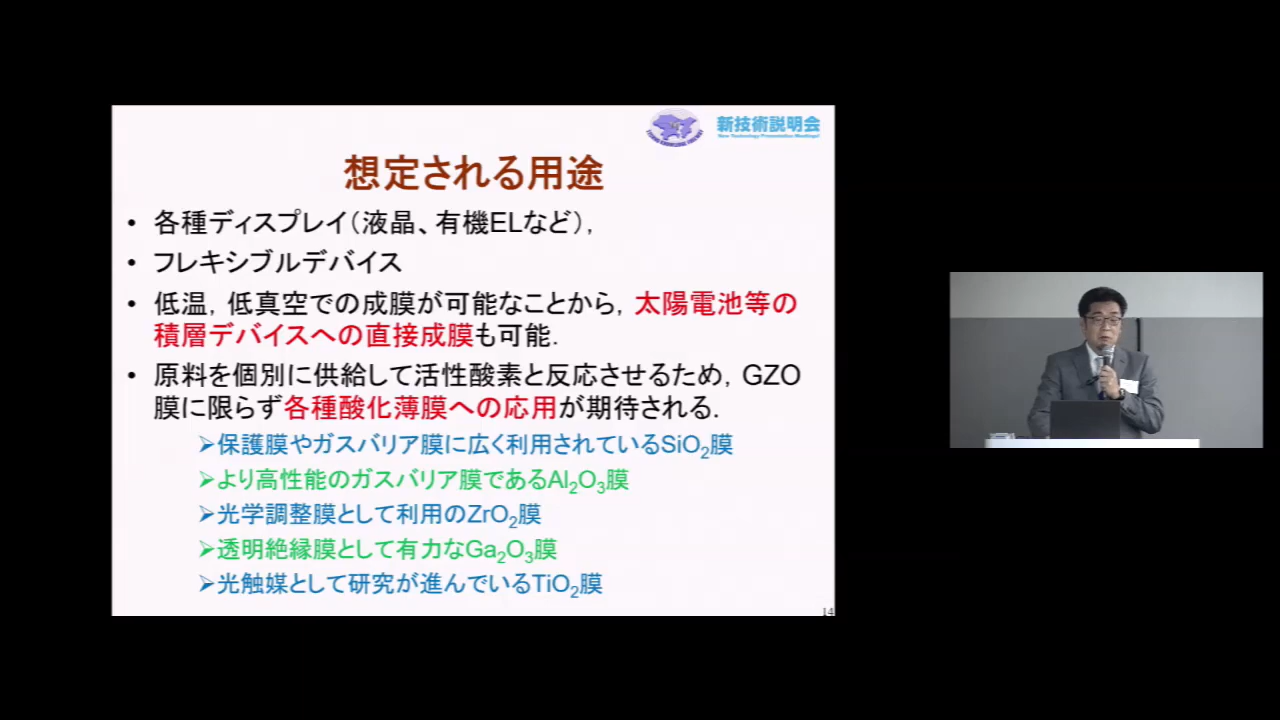 新技術説明会
New Technology Presentation Meetings!
想定される用途
• 各種ディスプレイ（液晶、有機ELなど），
• フレキシブルデバイス
• 低温，低真空での成膜が可能なことから，太陽電池等の
積層デバイスへの直接成膜も可能．
• 原料を個別に供給して活性酸素と反応させるため，GZO
膜に限らず各種酸化薄膜への応用が期待される．
➢保護膜やガスバリア膜に広く利用されているSiO₂膜
➢より高性能のガスバリア膜であるAl₂O₃膜
➢光学調整膜として利用のZrO₂膜
➢透明絶縁膜として有力なGa₂O₃膜
➢光触媒として研究が進んでいるTiO₂膜
14